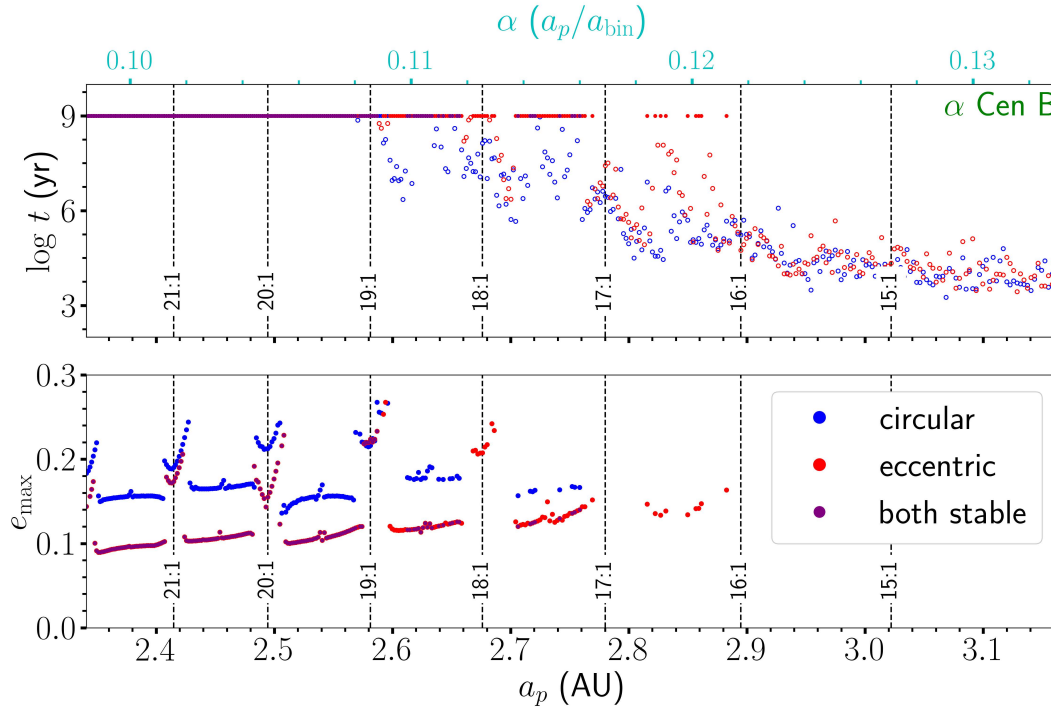 α (a_p/a_bin)
0.10 0.11 0.12 0.13
α Cen B
9
6
3
log t (yr)
21:1 20:1 19:1 18:1 17:1 16:1 15:1
0.3
0.2
0.1
0.0
e_max
circular
eccentric
both stable
21:1 20:1 19:1 18:1 17:1 16:1 15:1
2.4 2.5 2.6 2.7 2.8 2.9 3.0 3.1
a_p (AU)